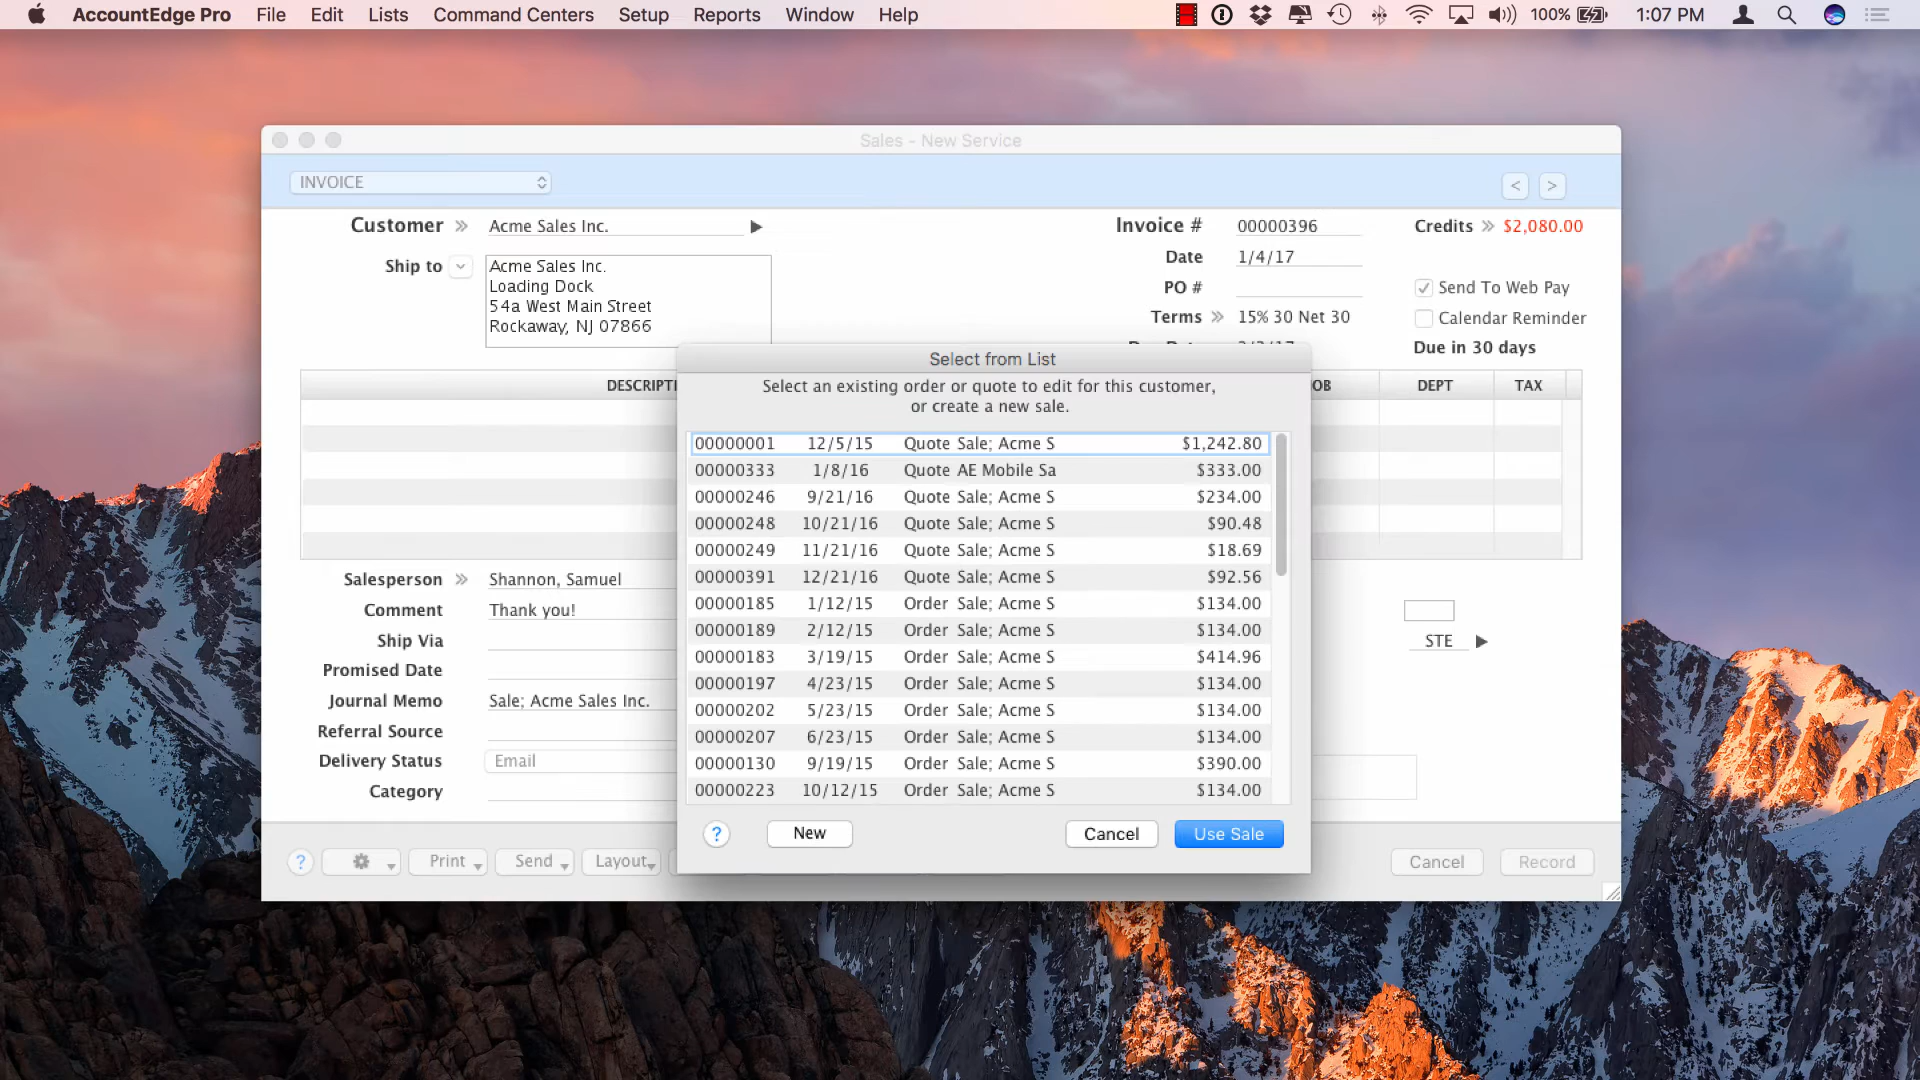 AccountEdge Pro File Edit Lists Command Centers Setup Reports Window Help 100% 1:07 PM
Sales - New Service
INVOICE < >
Customer Acme Sales Inc. Invoice # 00000396 Credits $2,080.00
Ship to Acme Sales Inc. Date 1/4/17
Loading Dock PO # Send To Web Pay
54a West Main Street Terms 15% 30 Net 30 Calendar Reminder
Rockaway, NJ 07866
Due in 30 days
Select from List
DEPT TAX
Select an existing order or quote to edit for this customer,
or create a new sale.
00000001 12/5/15 Quote Sale; Acme S $1,242.80
00000333 1/8/16 Quote AE Mobile Sa $333.00
00000246 9/21/16 Quote Sale; Acme S $234.00
00000248 10/21/16 Quote Sale; Acme S $90.48
00000249 11/21/16 Quote Sale; Acme S $18.69
00000391 12/21/16 Quote Sale; Acme S $92.56
00000185 1/12/15 Order Sale; Acme S $134.00
00000189 2/12/15 Order Sale; Acme S $134.00
00000183 3/19/15 Order Sale; Acme S $414.96
00000197 4/23/15 Order Sale; Acme S $134.00
00000202 5/23/15 Order Sale; Acme S $134.00
00000207 6/23/15 Order Sale; Acme S $134.00
00000130 9/19/15 Order Sale; Acme S $390.00
00000223 10/12/15 Order Sale; Acme S $134.00
? New Cancel Use Sale
Salesperson Shannon, Samuel
Comment Thank you!
Ship Via STE
Promised Date
Journal Memo Sale; Acme Sales Inc.
Referral Source
Delivery Status Email
Category
? Print Send Layout Cancel Record